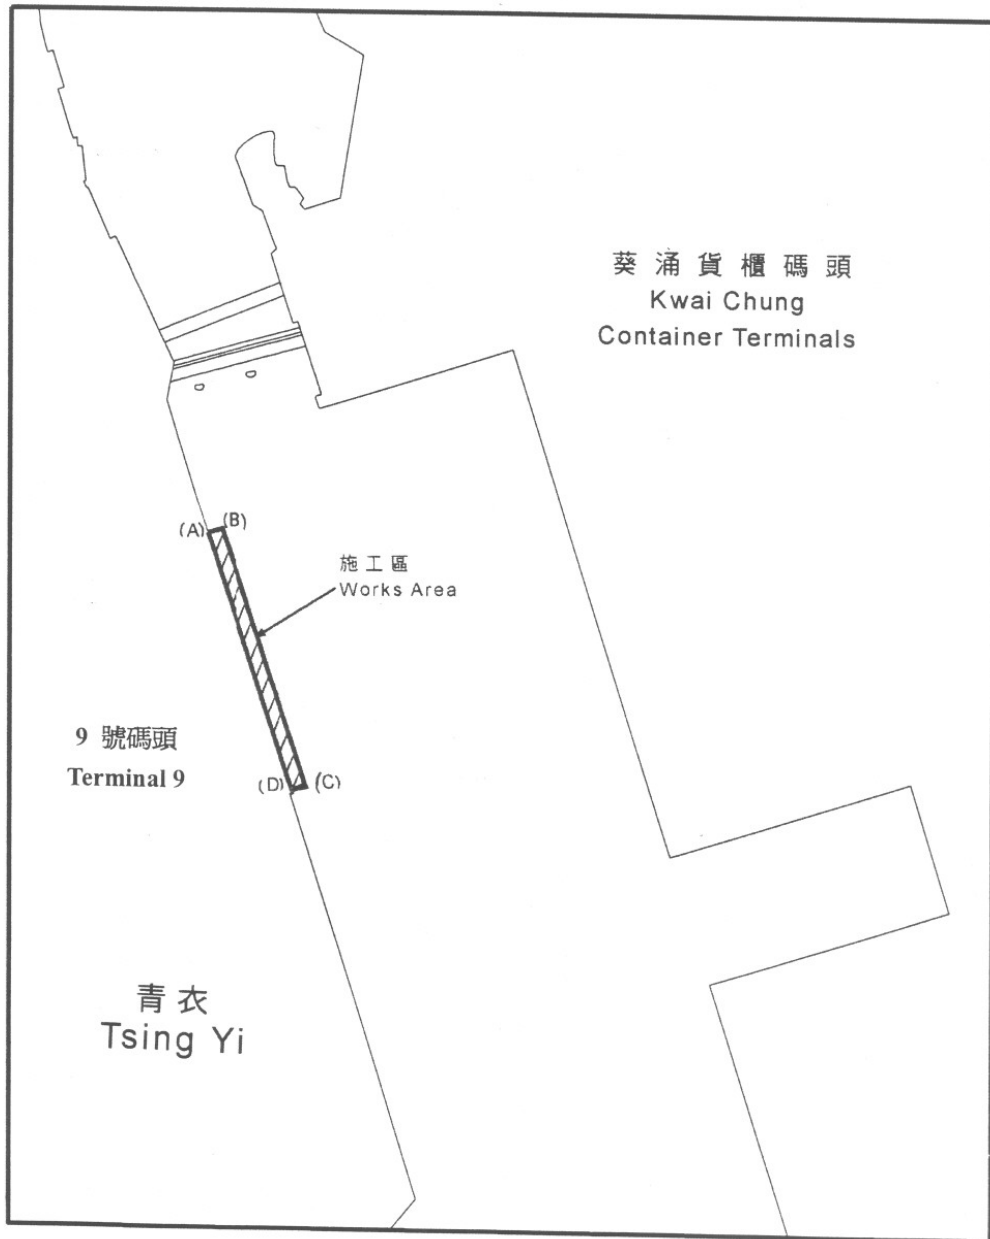 葵涌貨櫃碼頭
Kwai Chung
Container Terminals
(A)
(B)
施工區
Works Area
9 號碼頭
Terminal 9
(D)
(C)
青衣
Tsing Yi